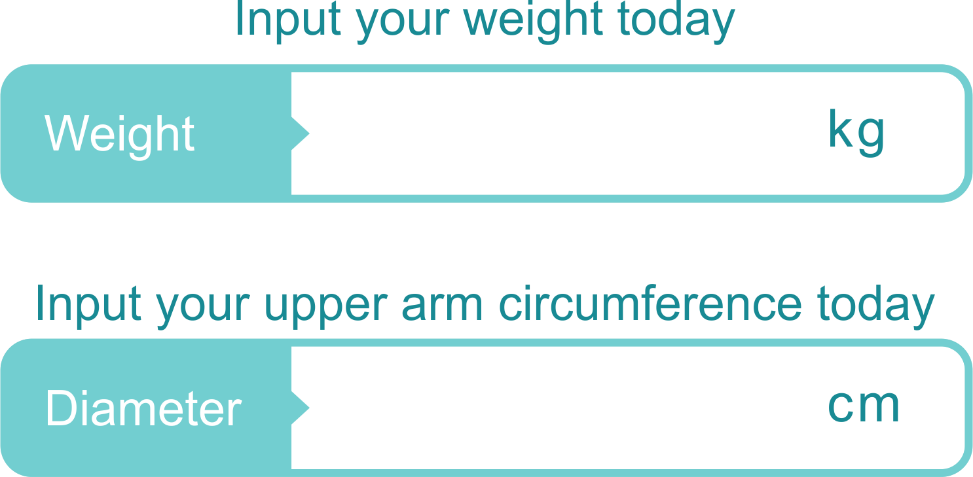 Input your weight today
Weight kg
Input your upper arm circumference today
Diameter cm